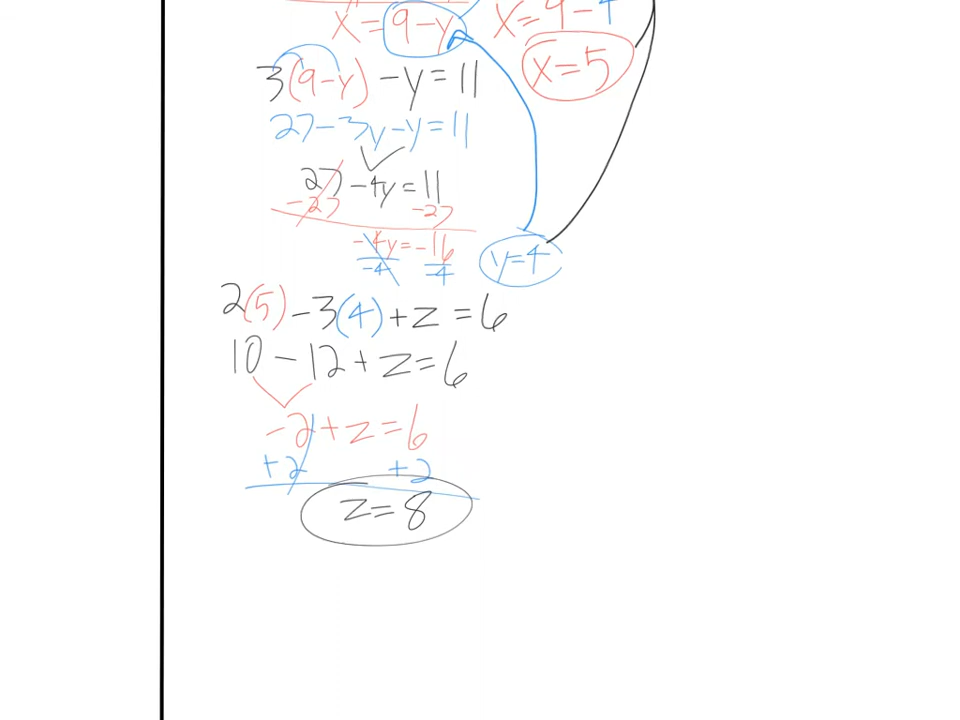 x = 9 - y
x = 9 - 4
x = 5
3(9 - y) - y = 11
27 - 3y - y = 11
27 - 4y = 11
-27 -27
-4y = -16
-4 -4
y = 4
2(5) - 3(4) + z = 6
10 - 12 + z = 6
-2 + z = 6
+2 +2
z = 8